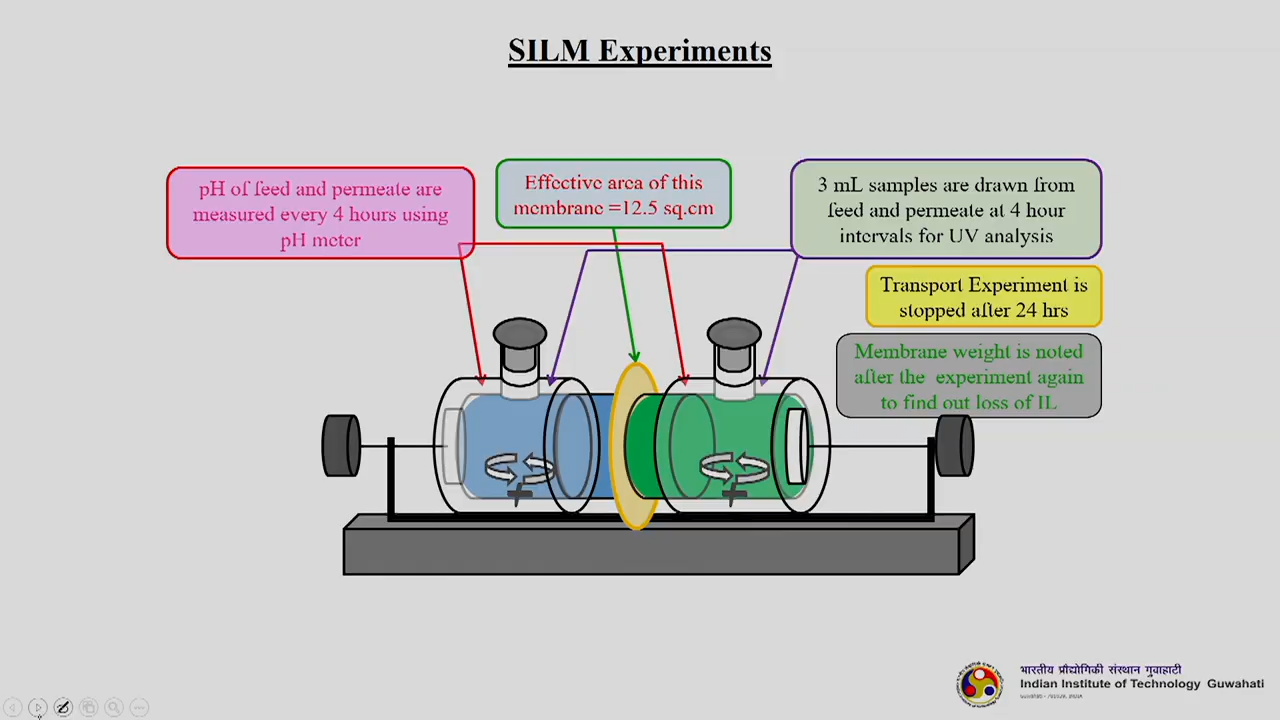 SILM Experiments
pH of feed and permeate are
measured every 4 hours using
pH meter
Effective area of this
membrane =12.5 sq.cm
3 mL samples are drawn from
feed and permeate at 4 hour
intervals for UV analysis
Transport Experiment is
stopped after 24 hrs
Membrane weight is noted
after the experiment again
to find out loss of IL
भारतीय प्रौद्योगिकी संस्थान गुवाहाटी
Indian Institute of Technology Guwahati